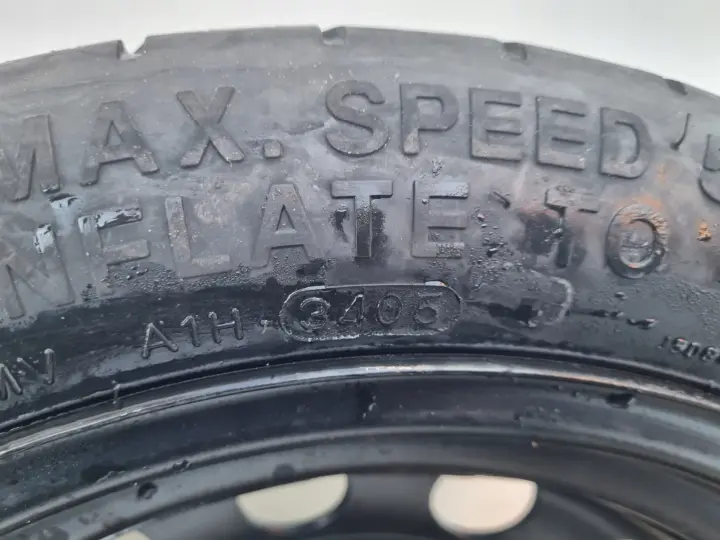 MAX. SPEED
INFLATE TO
A1H 3405